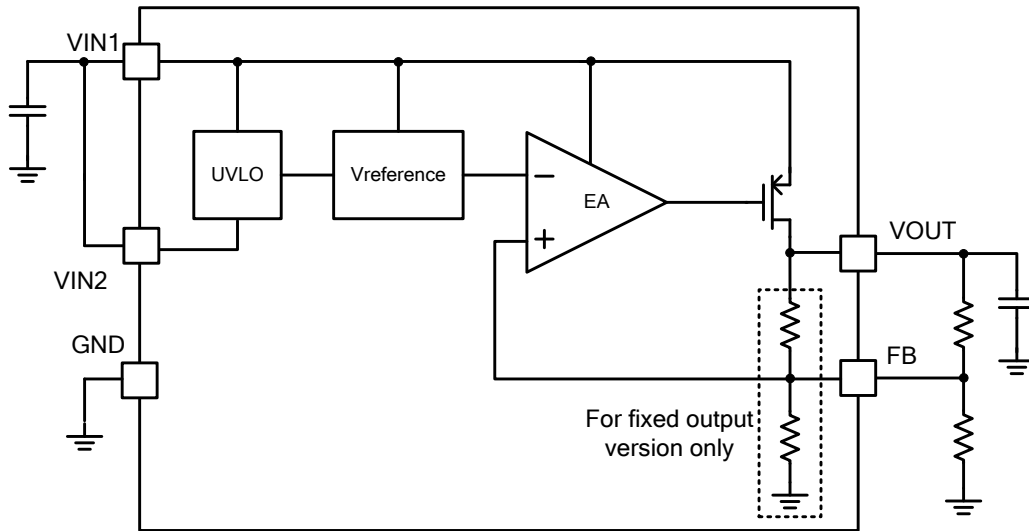 VIN1
UVLO
Vreference
−
EA
+
VOUT
VIN2
GND
FB
For fixed output
version only